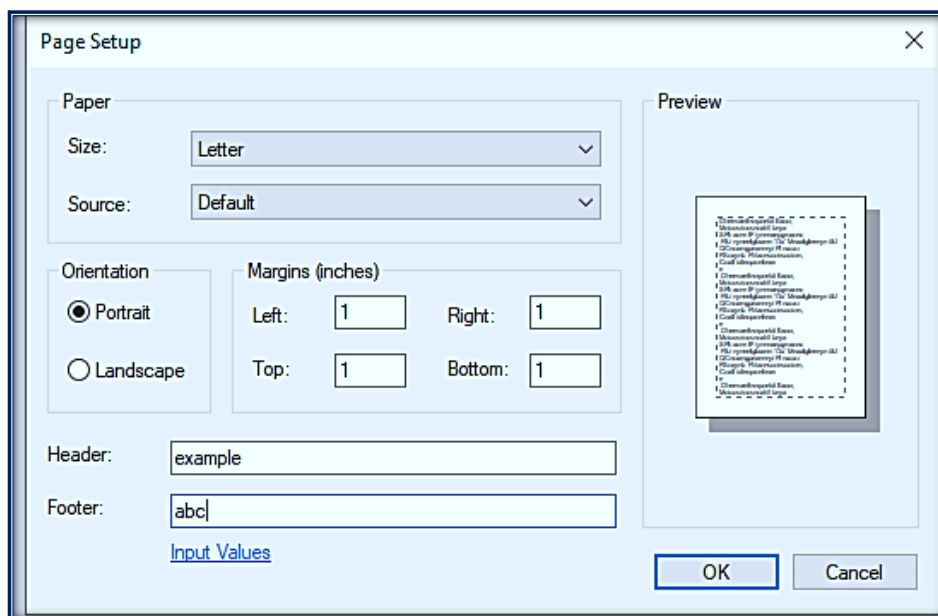 Page Setup
Paper
Size: Letter
Source: Default
Orientation
Portrait
Landscape
Margins (inches)
Left: 1 Right: 1
Top: 1 Bottom: 1
Header: example
Footer: abc
Input Values
Preview
OK Cancel